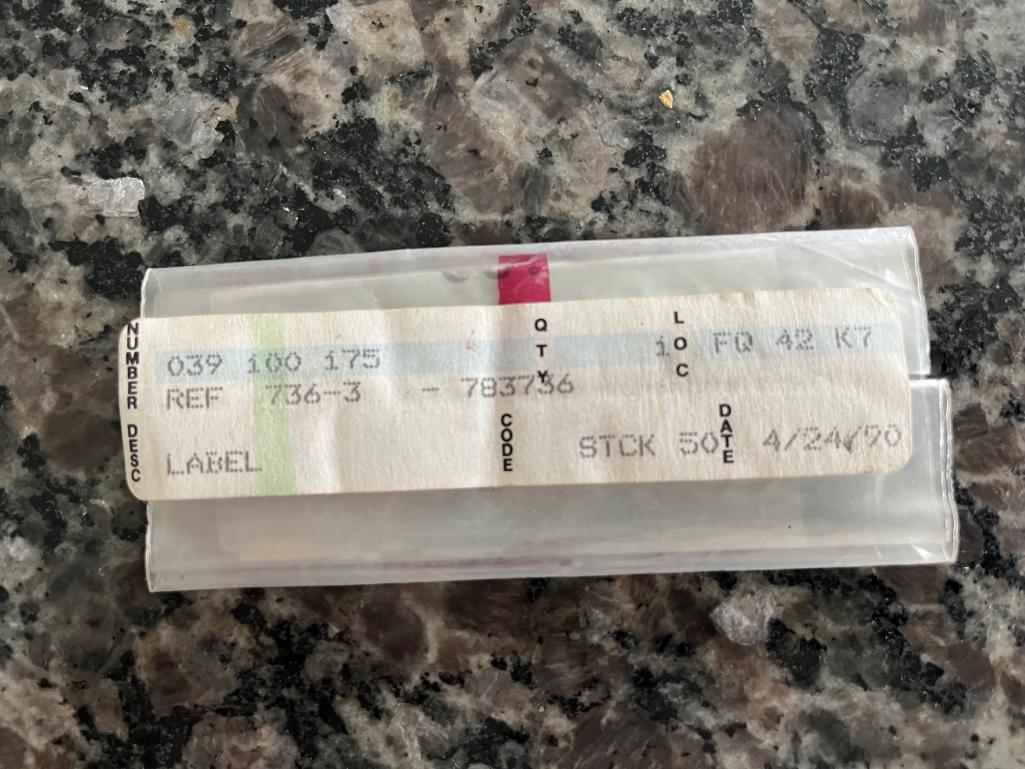 NUMBER DESC
QTY
LOC
039 100 175 1 FQ 42 K7
REF 736-3 - 783736
CODE
DATE
LABEL STCK 50 4/24/90